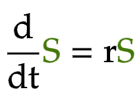 d/dt S = rS